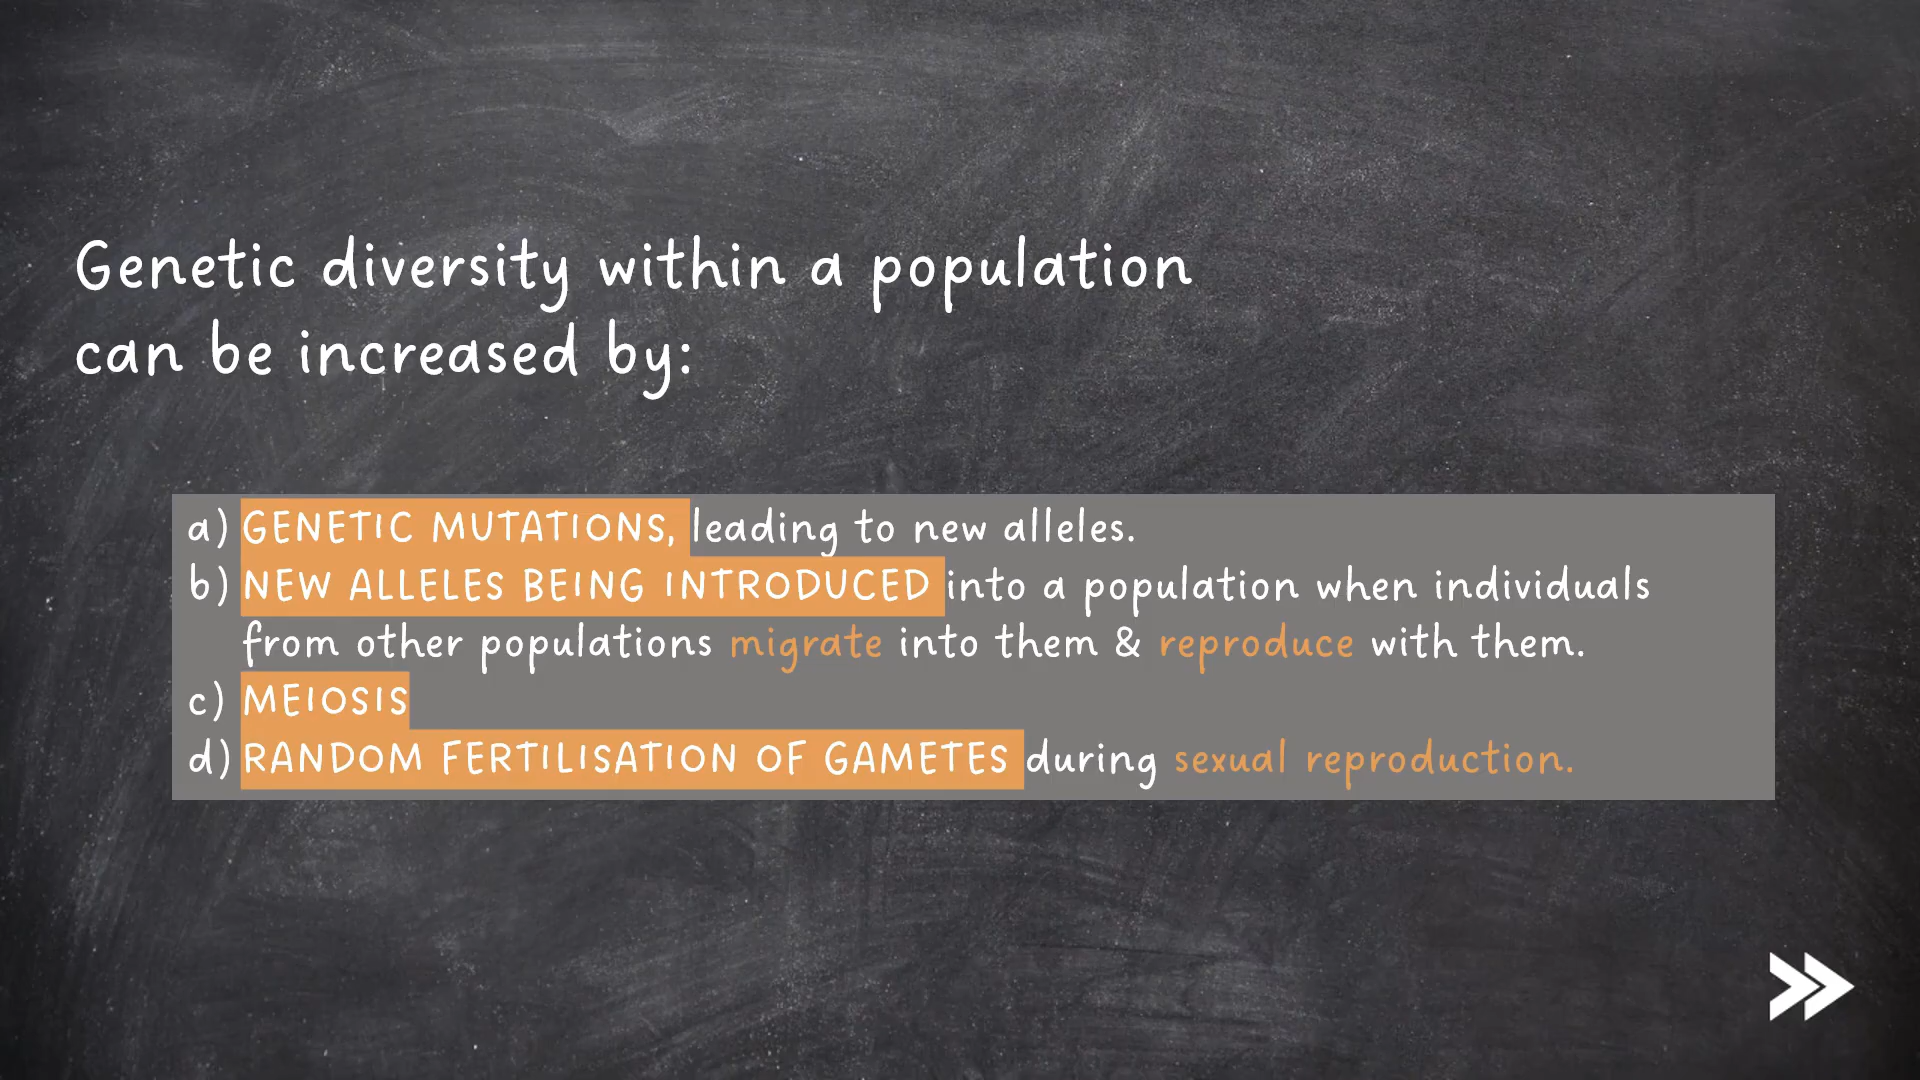 Genetic diversity within a population
can be increased by:
a) GENETIC MUTATIONS, leading to new alleles.
b) NEW ALLELES BEING INTRODUCED into a population when individuals
from other populations migrate into them & reproduce with them.
c) MEIOSIS
d) RANDOM FERTILISATION OF GAMETES during sexual reproduction.